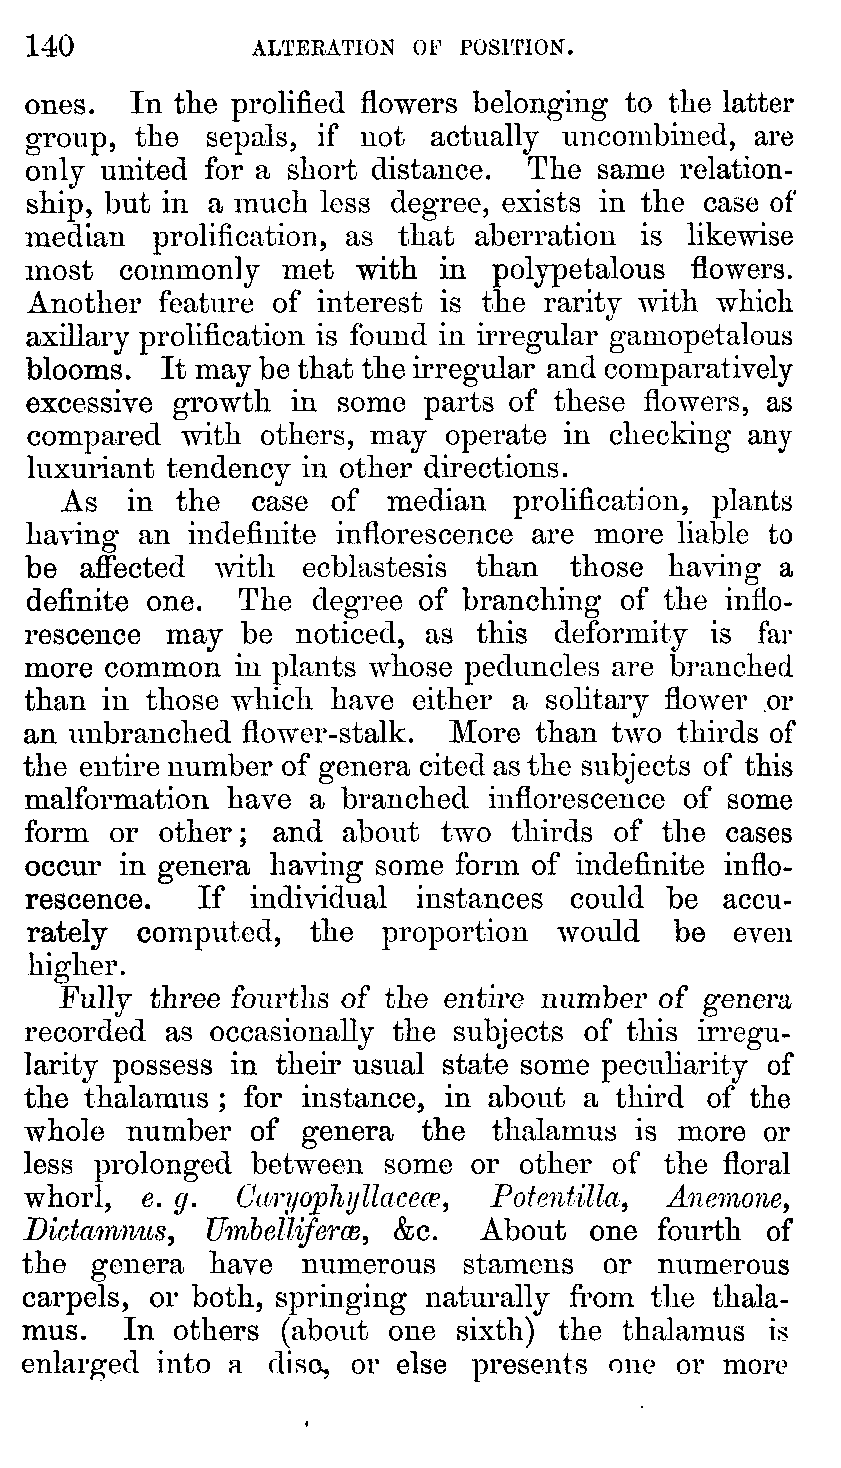 140 ALTERATION OF POSITION.
ones. In the prolified flowers belonging to the latter
group, the sepals, if not actually uncombined, are
only united for a short distance. The same relation-
ship, but in a much less degree, exists in the case of
median prolification, as that aberration is likewise
most commonly met with in polypetalous flowers.
Another feature of interest is the rarity with which
axillary prolification is found in irregular gamopetalous
blooms. It may be that the irregular and comparatively
excessive growth in some parts of these flowers, as
compared with others, may operate in checking any
luxuriant tendency in other directions.
As in the case of median prolification, plants
having an indefinite inflorescence are more liable to
be affected with ecblastesis than those having a
definite one. The degree of branching of the inflo-
rescence may be noticed, as this deformity is far
more common in plants whose peduncles are branched
than in those which have either a solitary flower or
an unbranched flower-stalk. More than two thirds of
the entire number of genera cited as the subjects of this
malformation have a branched inflorescence of some
form or other; and about two thirds of the cases
occur in genera having some form of indefinite inflo-
rescence. If individual instances could be accu-
rately computed, the proportion would be even
higher.
Fully three fourths of the entire number of genera
recorded as occasionally the subjects of this irregu-
larity possess in their usual state some peculiarity of
the thalamus; for instance, in about a third of the
whole number of genera the thalamus is more or
less prolonged between some or other of the floral
whorl, e. g. Caryophyllaceæ, Potentilla, Anemone,
Dictamnus, Umbelliferæ, &c. About one fourth of
the genera have numerous stamens or numerous
carpels, or both, springing naturally from the thala-
mus. In others (about one sixth) the thalamus is
enlarged into a disc, or else presents one or more